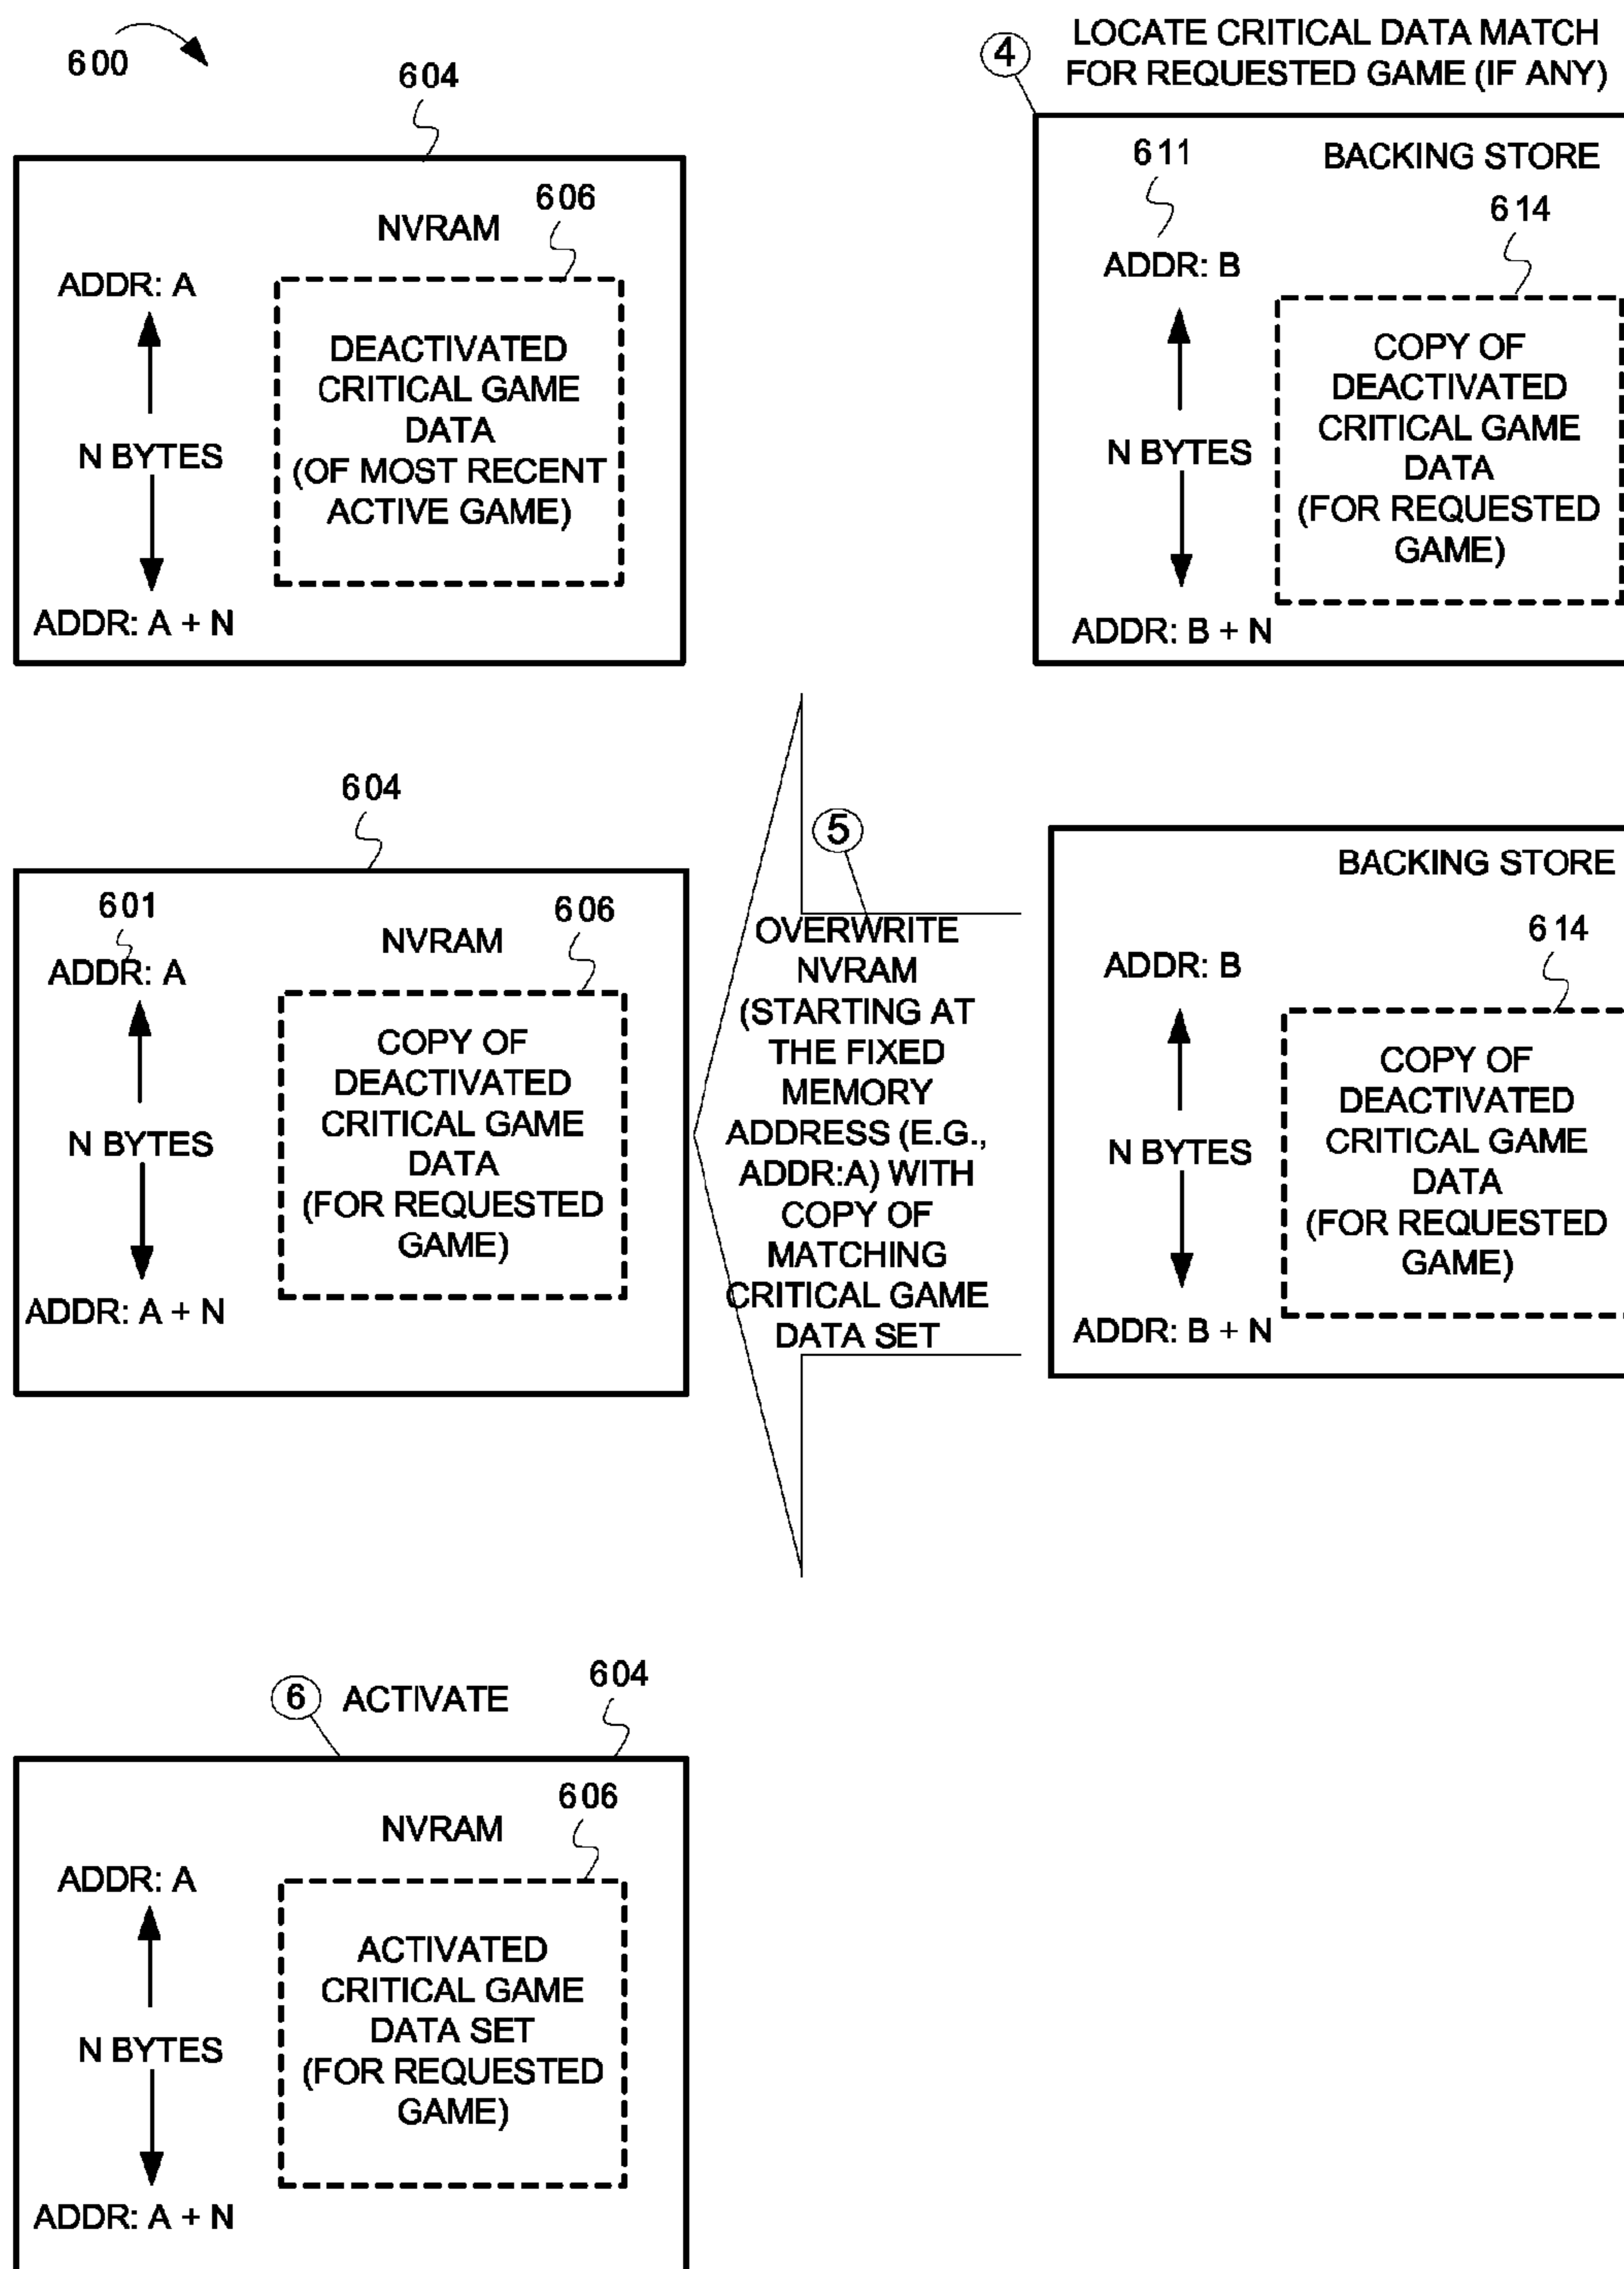 600
604
NVRAM
606
ADDR: A
N BYTES
ADDR: A + N
DEACTIVATED
CRITICAL GAME
DATA
(OF MOST RECENT
ACTIVE GAME)
4
LOCATE CRITICAL DATA MATCH
FOR REQUESTED GAME (IF ANY)
611
BACKING STORE
614
ADDR: B
N BYTES
ADDR: B + N
COPY OF
DEACTIVATED
CRITICAL GAME
DATA
(FOR REQUESTED
GAME)
604
601
NVRAM
606
ADDR: A
N BYTES
ADDR: A + N
COPY OF
DEACTIVATED
CRITICAL GAME
DATA
(FOR REQUESTED
GAME)
5
OVERWRITE
NVRAM
(STARTING AT
THE FIXED
MEMORY
ADDRESS (E.G.,
ADDR:A) WITH
COPY OF
MATCHING
CRITICAL GAME
DATA SET
BACKING STORE
614
ADDR: B
N BYTES
ADDR: B + N
COPY OF
DEACTIVATED
CRITICAL GAME
DATA
(FOR REQUESTED
GAME)
6 ACTIVATE
604
NVRAM
606
ADDR: A
N BYTES
ADDR: A + N
ACTIVATED
CRITICAL GAME
DATA SET
(FOR REQUESTED
GAME)